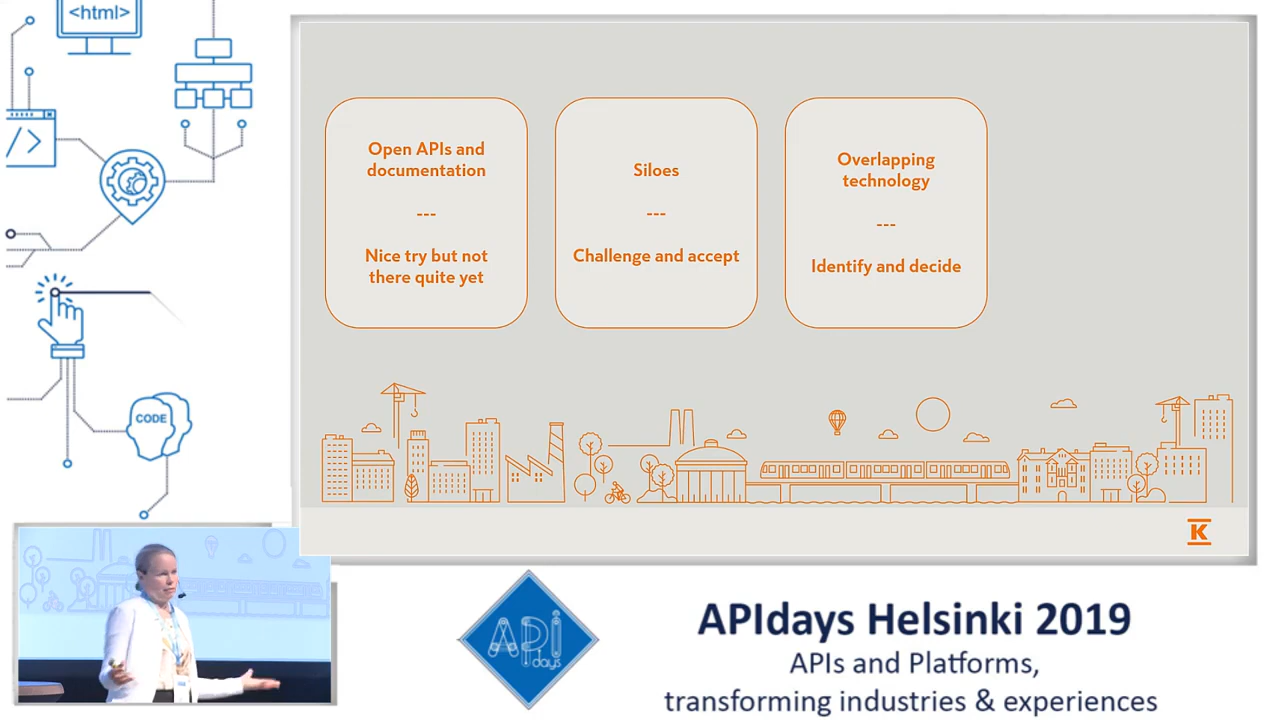 <html>
</>
CODE
Open APIs and
documentation
---
Nice try but not
there quite yet
Siloes
---
Challenge and accept
Overlapping
technology
---
Identify and decide
K
API
days
APIdays Helsinki 2019
APIs and Platforms,
transforming industries & experiences